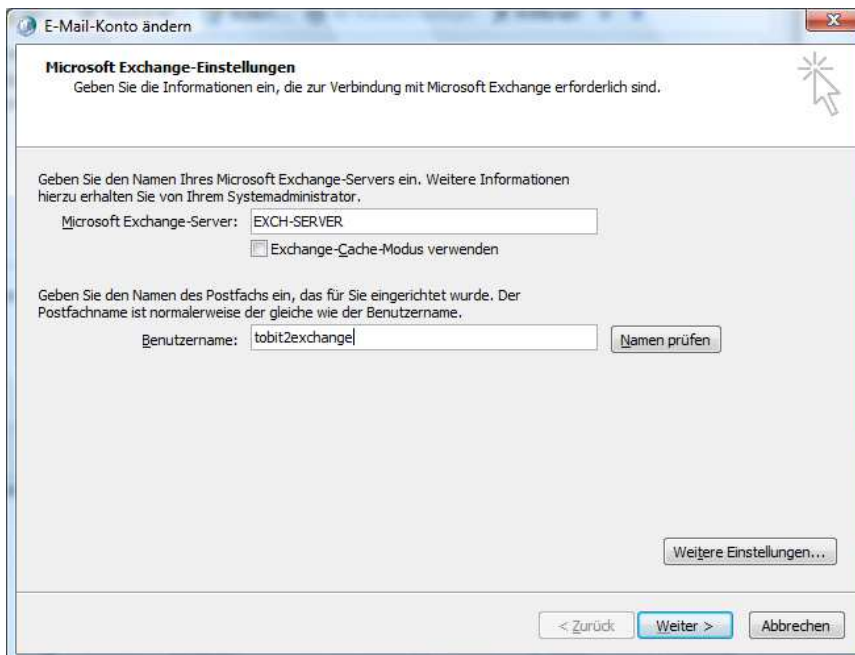 E-Mail-Konto ändern
Microsoft Exchange-Einstellungen
Geben Sie die Informationen ein, die zur Verbindung mit Microsoft Exchange erforderlich sind.
Geben Sie den Namen Ihres Microsoft Exchange-Servers ein. Weitere Informationen
hierzu erhalten Sie von Ihrem Systemadministrator.
Microsoft Exchange-Server: EXCH-SERVER
Exchange-Cache-Modus verwenden
Geben Sie den Namen des Postfachs ein, das für Sie eingerichtet wurde. Der
Postfachname ist normalerweise der gleiche wie der Benutzername.
Benutzername: tobit2exchange Namen prüfen
Weitere Einstellungen...
< Zurück Weiter > Abbrechen